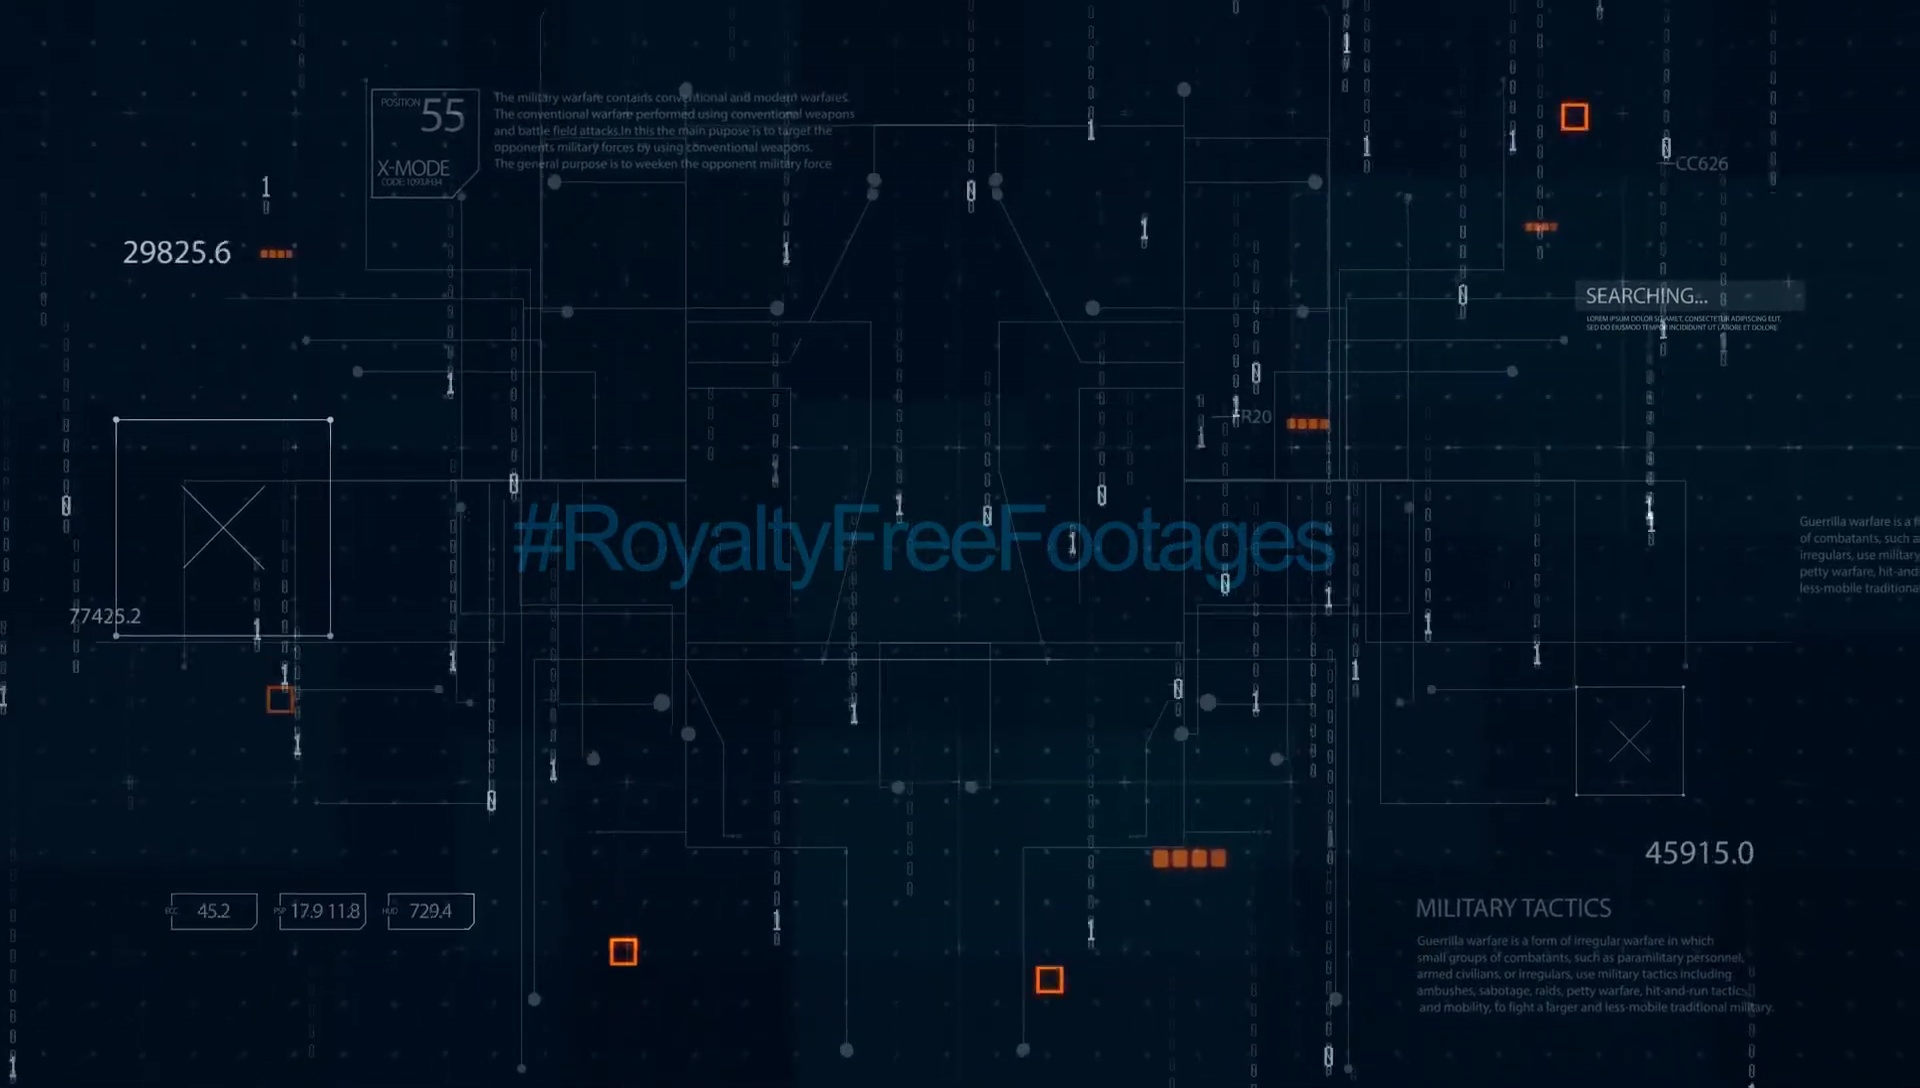 POSITION 55
X-MODE
CODE: 1093JH34
The military warfare contains conventional and modern warfares.
The conventional warfare performed using conventional weapons
and battle field attacks.In this the main pupose is to target the
opponents military forces by using conventional weapons.
The general purpose is to weeken the opponent military force
CC626
29825.6
SEARCHING...
LOREM IPSUM DOLOR SIT AMET, CONSECTETUR ADIPISCING ELIT,
SED DO EIUSMOD TEMPOR INCIDIDUNT UT LABORE ET DOLORE
R20
#RoyaltyFreeFootages
Guerrilla warfare is a
of combatants, such
irregulars, use military
petty warfare, hit-and-
less-mobile traditional
77425.2
45915.0
45.2
PSP 17.9 11.8
HUD 729.4
MILITARY TACTICS
Guerrilla warfare is a form of irregular warfare in which
small groups of combatants, such as paramilitary personnel,
armed civilians, or irregulars, use military tactics including
ambushes, sabotage, raids, petty warfare, hit-and-run tactics,
and mobility, to fight a larger and less-mobile traditional military.